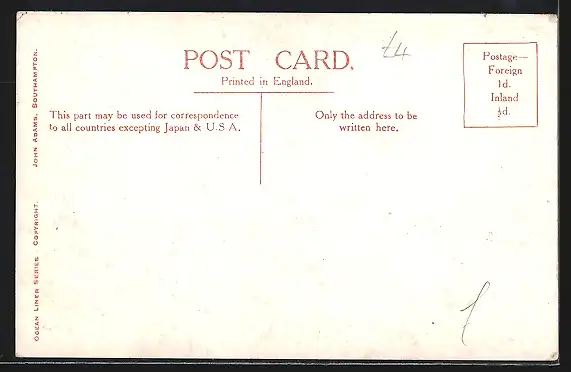 POST CARD.
Printed in England.
This part may be used for correspondence
to all countries excepting Japan & U.S A.
Only the address to be
written here.
Postage—
Foreign
1d.
Inland
½d.
£4
OCEAN LINER SERIES COPYRIGHT. JOHN ADAMS, SOUTHAMPTON.